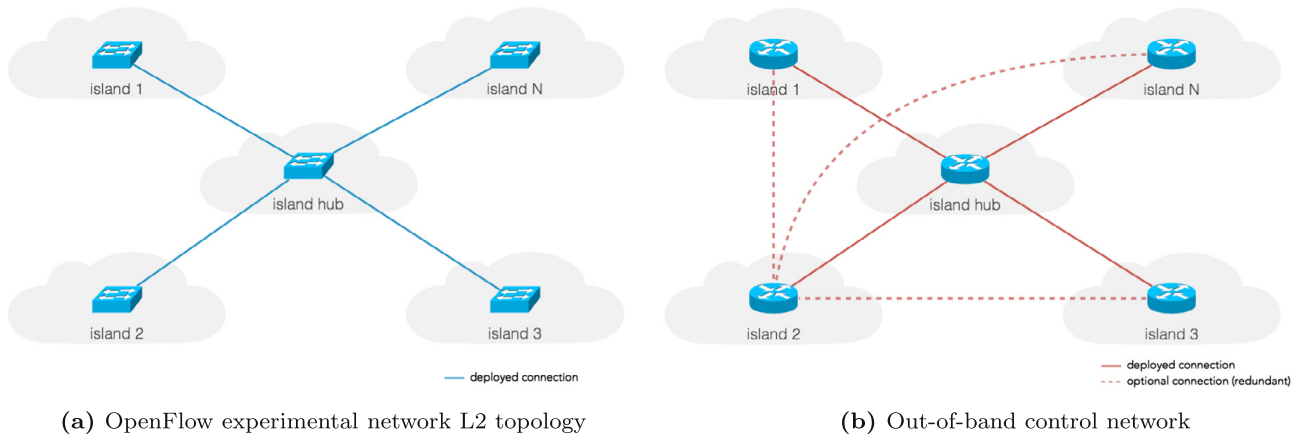 island 1
island N
island hub
island 2
island 3
deployed connection
(a) OpenFlow experimental network L2 topology
island 1
island N
island hub
island 2
island 3
deployed connection
optional connection (redundant)
(b) Out-of-band control network